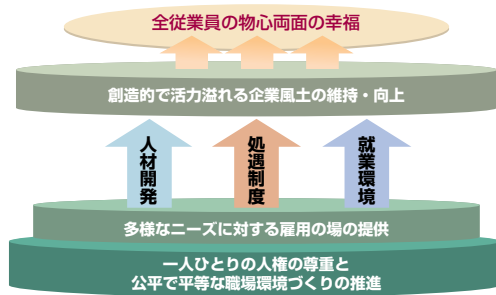 全従業員の物心両面の幸福
創造的で活力溢れる企業風土の維持・向上
人材開発
処遇制度
就業環境
多様なニーズに対する雇用の場の提供
一人ひとりの人権の尊重と
公平で平等な職場環境づくりの推進